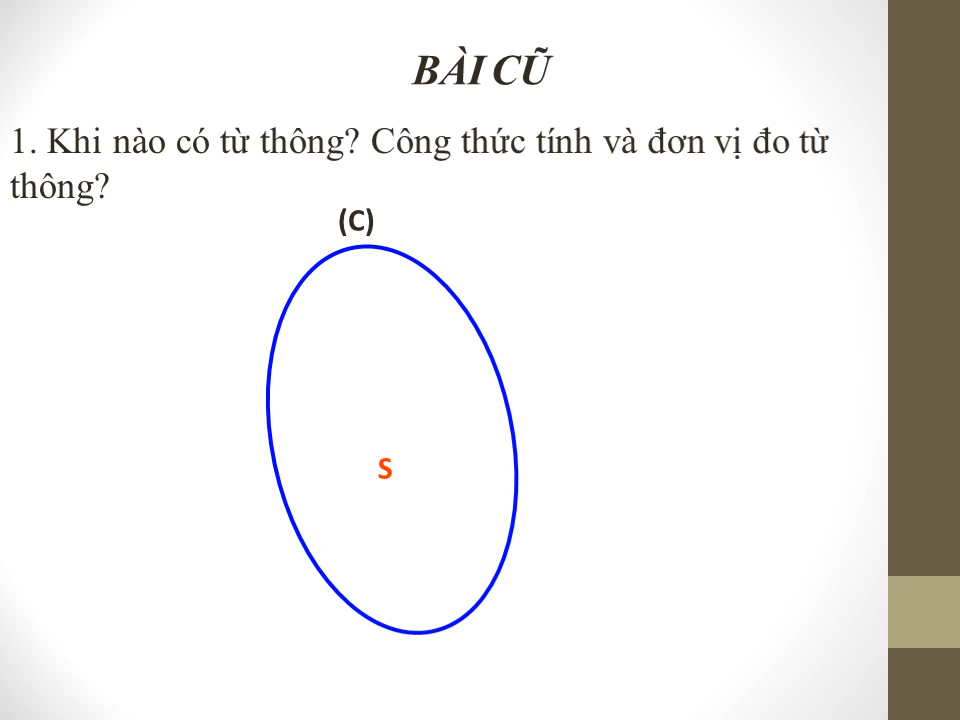 BÀI CŨ
1. Khi nào có từ thông? Công thức tính và đơn vị đo từ
thông?
(C)
S